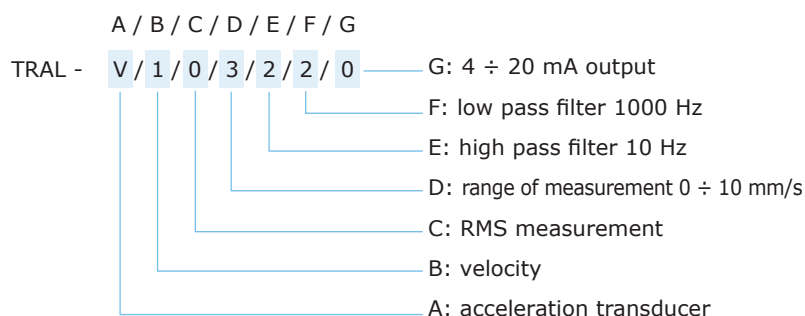 A / B / C / D / E / F / G
TRAL - V / 1 / 0 / 3 / 2 / 2 / 0
G: 4 ÷ 20 mA output
F: low pass filter 1000 Hz
E: high pass filter 10 Hz
D: range of measurement 0 ÷ 10 mm/s
C: RMS measurement
B: velocity
A: acceleration transducer